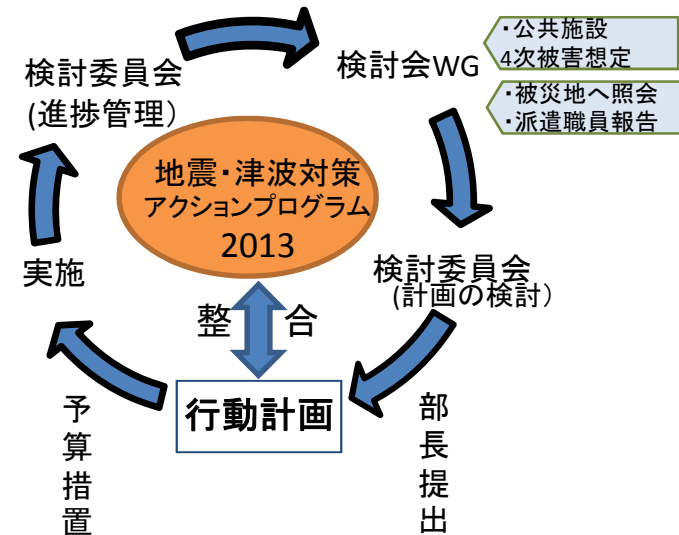 ・公共施設
4次被害想定
検討会WG
・被災地へ照会
・派遣職員報告
検討委員会
(進捗管理）
地震・津波対策
アクションプログラム
2013
検討委員会
(計画の検討）
実施
整合
行動計画
予算措置
部長提出